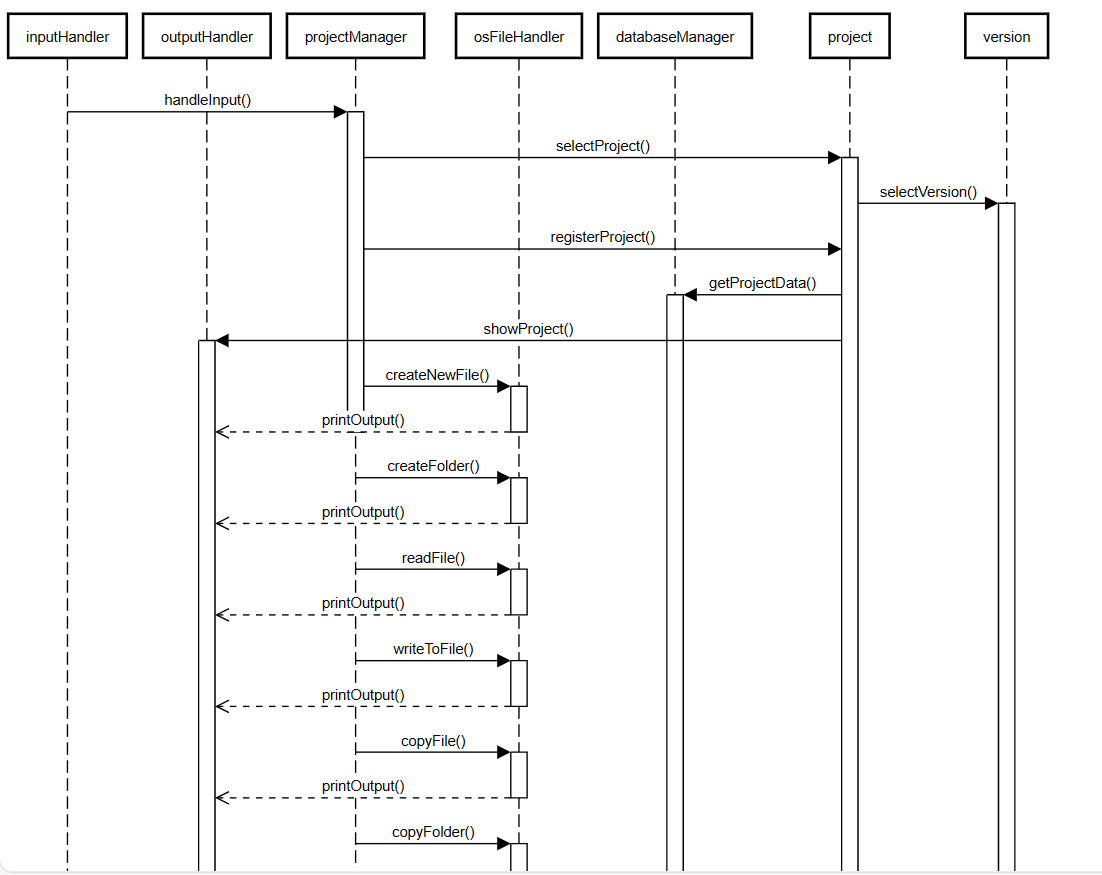 inputHandler
outputHandler
projectManager
osFileHandler
databaseManager
project
version
handleInput()
selectProject()
selectVersion()
registerProject()
getProjectData()
showProject()
createNewFile()
printOutput()
createFolder()
printOutput()
readFile()
printOutput()
writeToFile()
printOutput()
copyFile()
printOutput()
copyFolder()